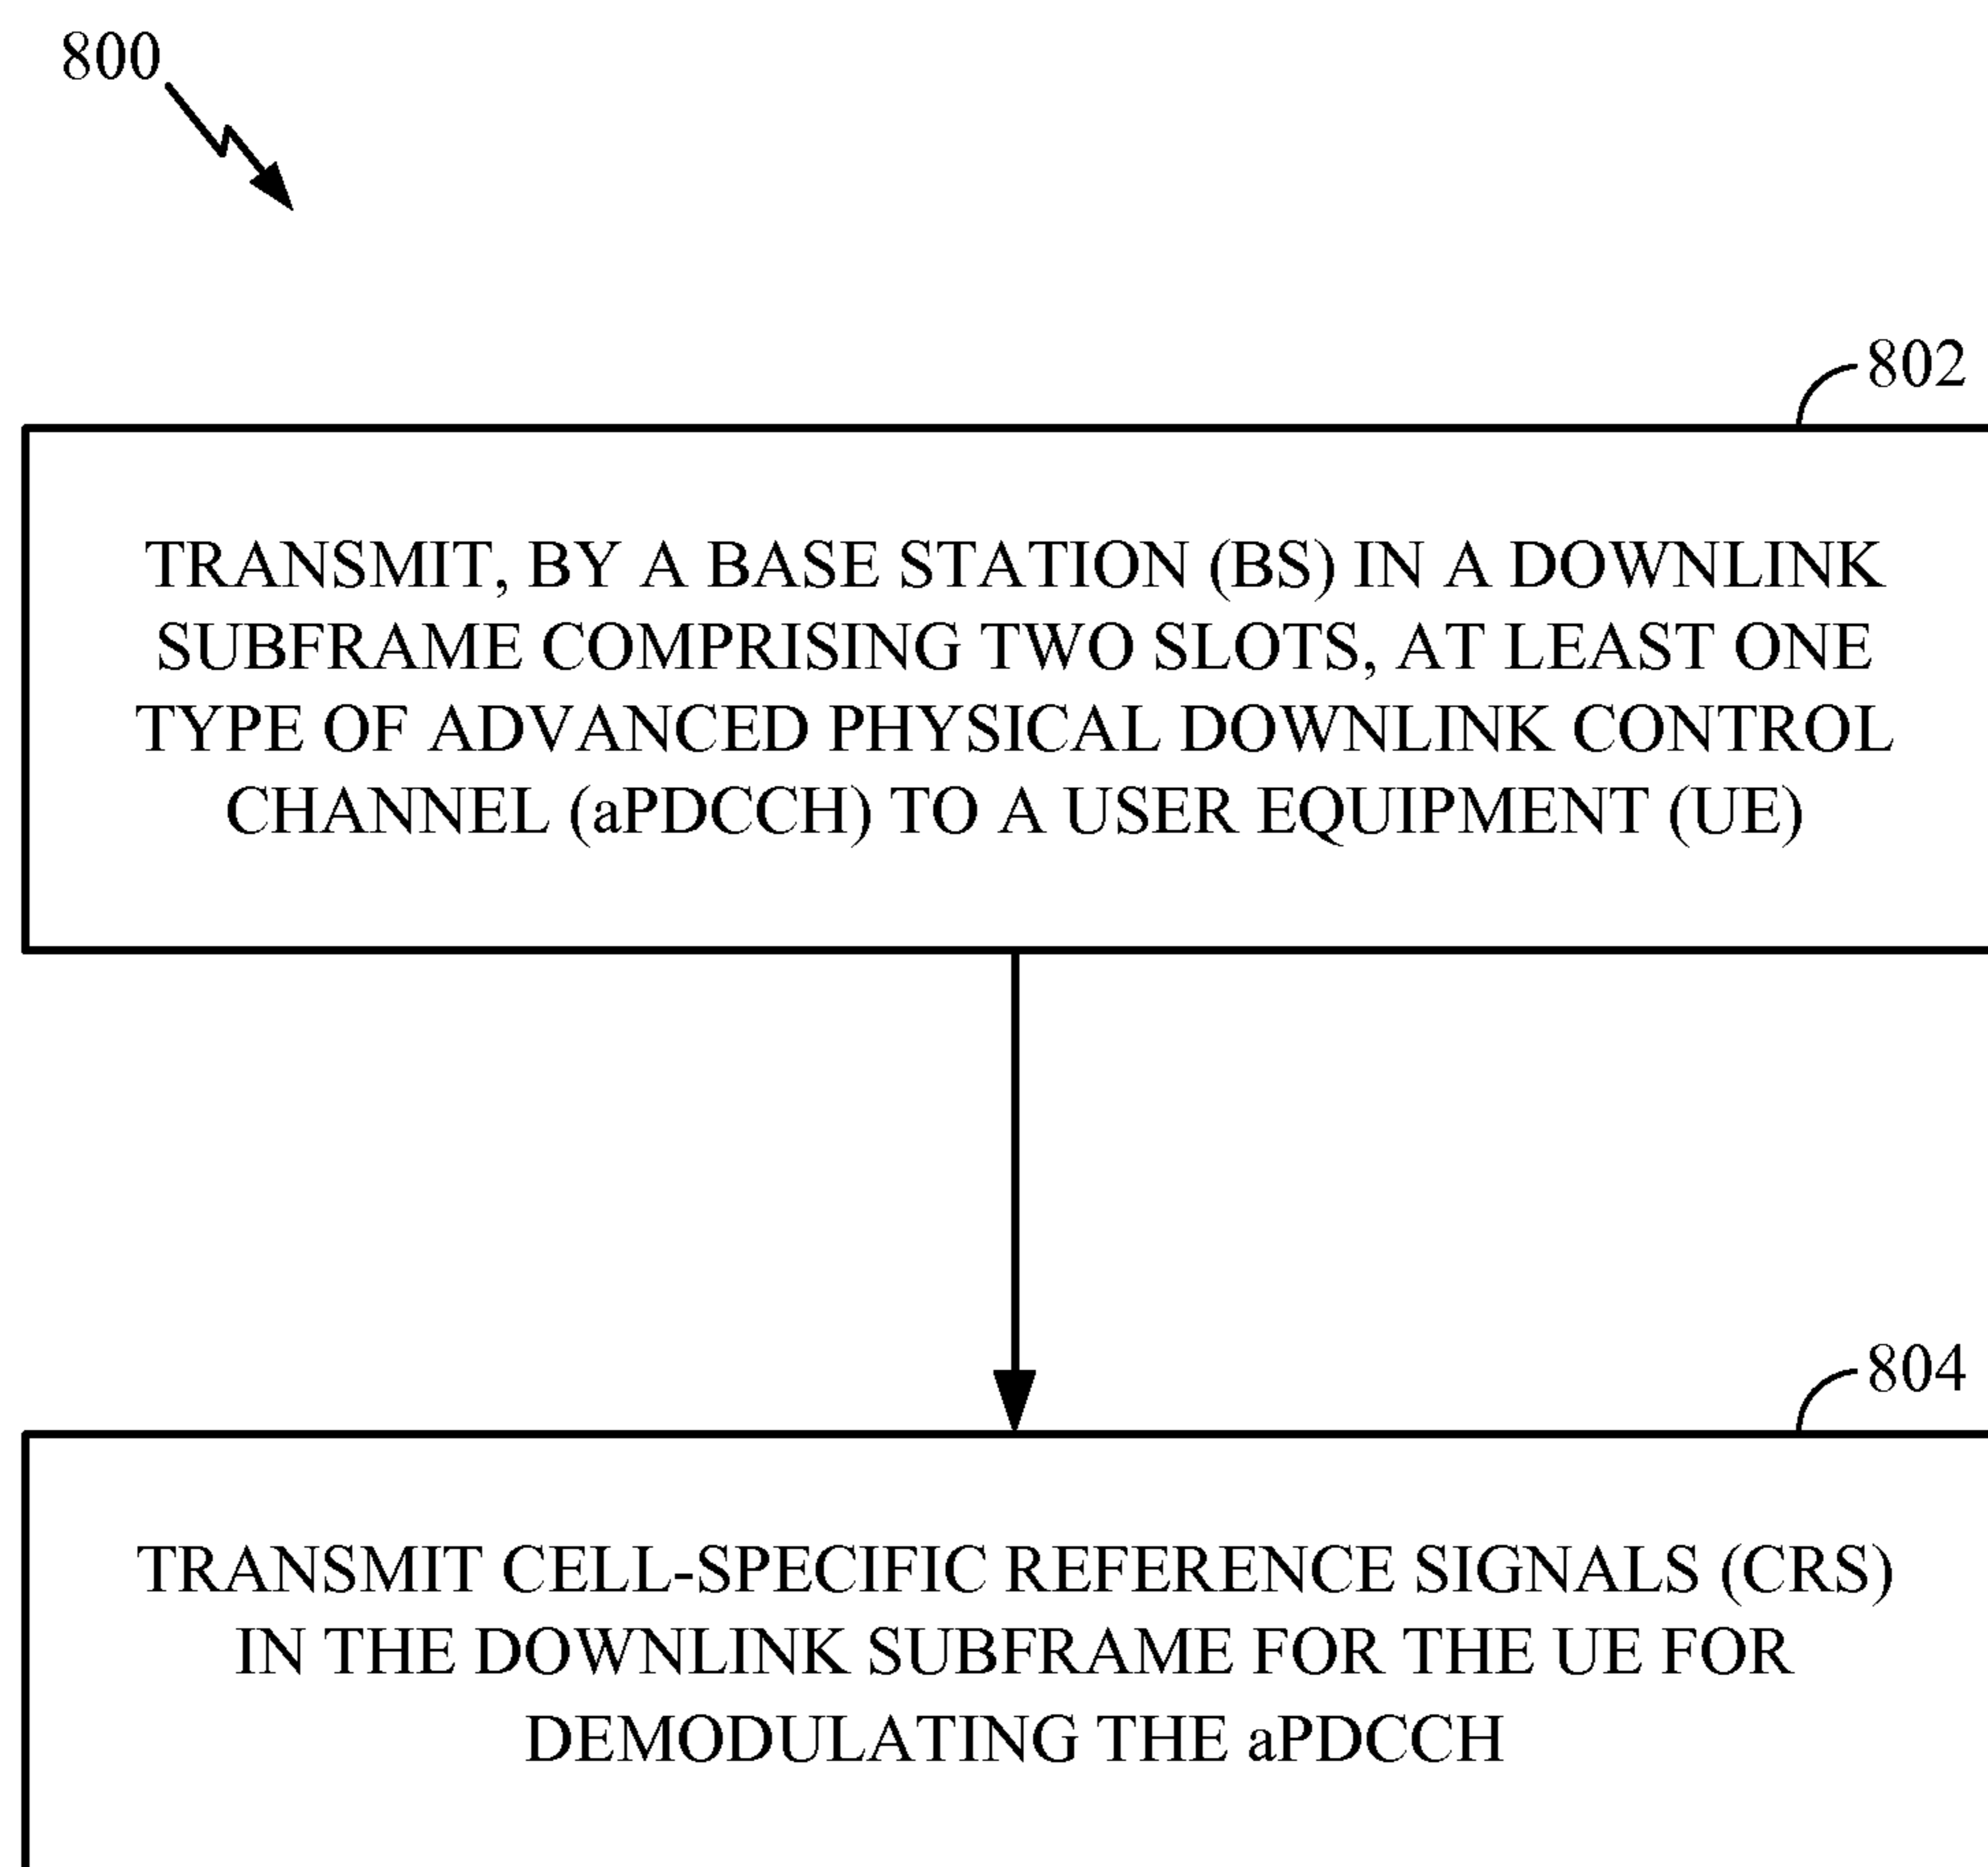 800
802
TRANSMIT, BY A BASE STATION (BS) IN A DOWNLINK
SUBFRAME COMPRISING TWO SLOTS, AT LEAST ONE
TYPE OF ADVANCED PHYSICAL DOWNLINK CONTROL
CHANNEL (aPDCCH) TO A USER EQUIPMENT (UE)
804
TRANSMIT CELL-SPECIFIC REFERENCE SIGNALS (CRS)
IN THE DOWNLINK SUBFRAME FOR THE UE FOR
DEMODULATING THE aPDCCH